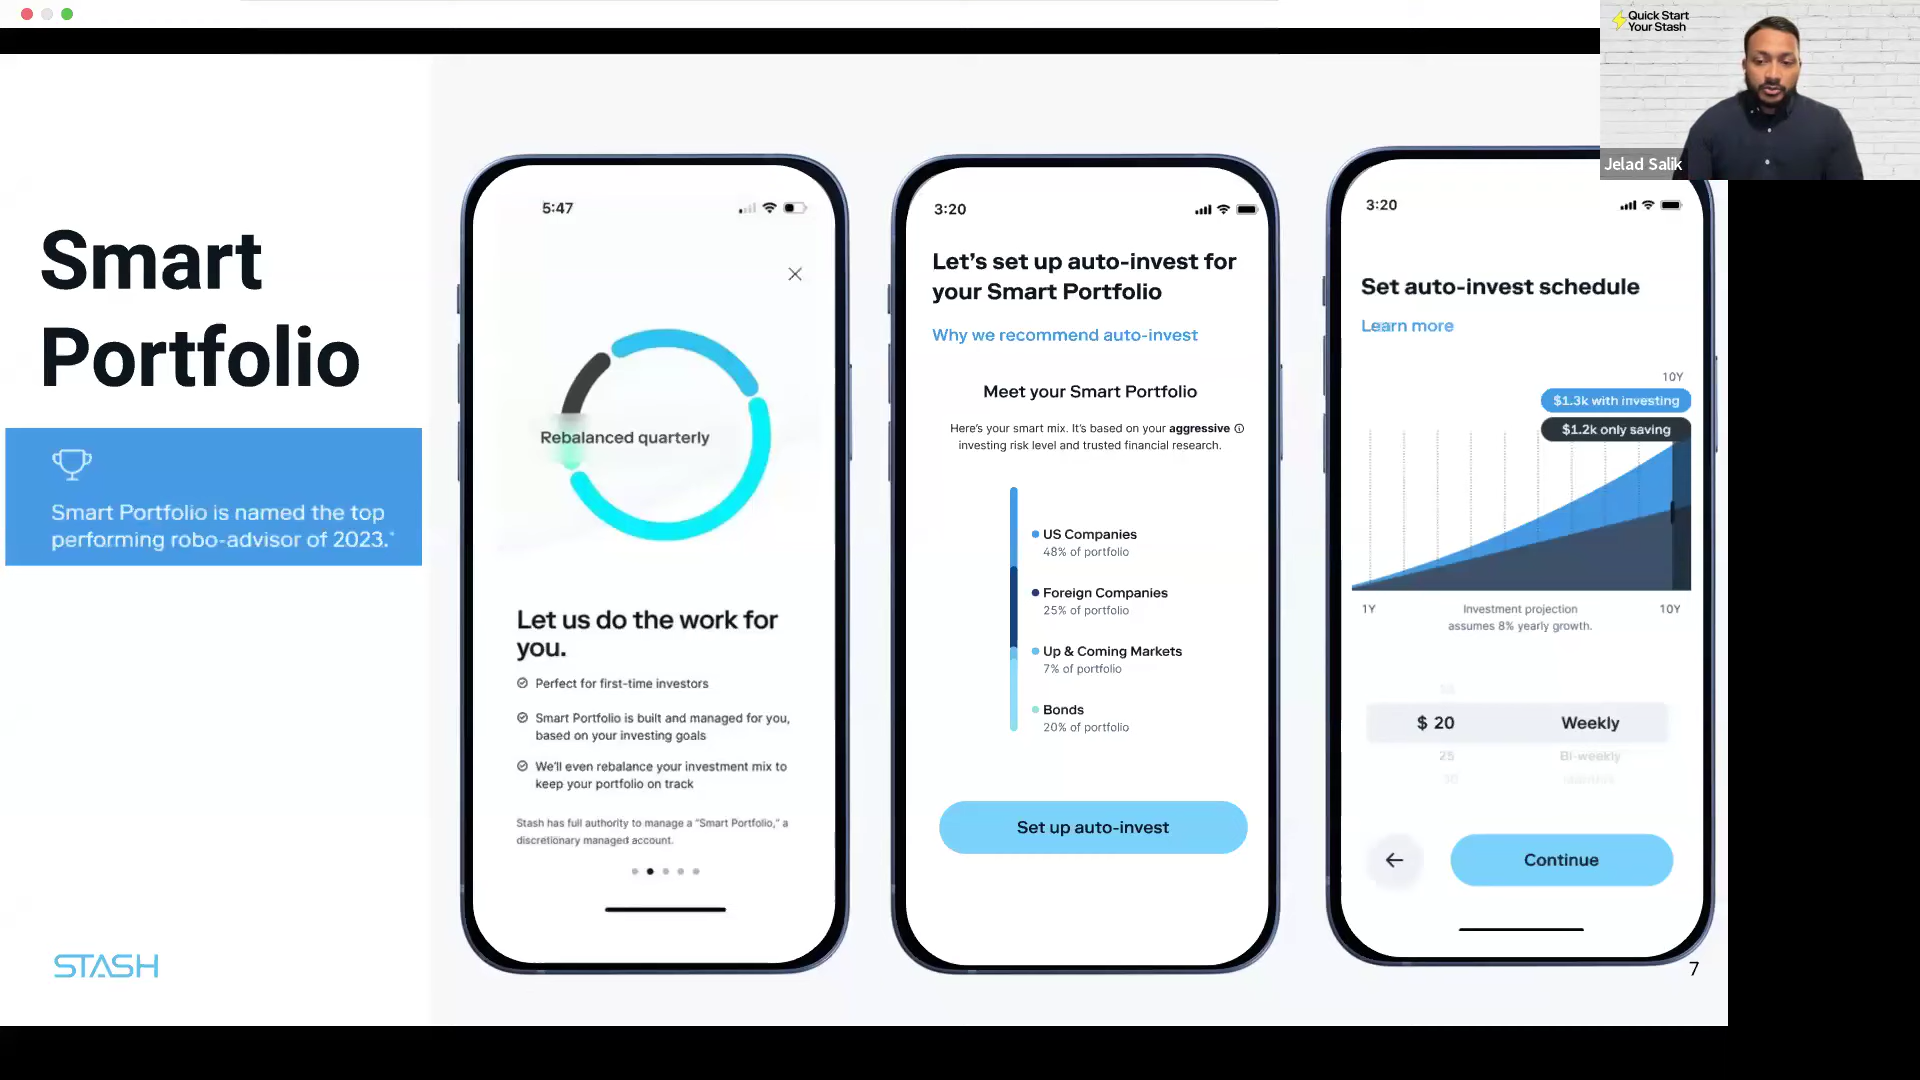 Quick Start
Your Stash
Jelad Salik
Smart
Portfolio
Smart Portfolio is named the top
performing robo-advisor of 2023.*
STASH
5:47
Rebalanced quarterly
Let us do the work for
you.
Perfect for first-time investors
Smart Portfolio is built and managed for you,
based on your investing goals
We'll even rebalance your investment mix to
keep your portfolio on track
Stash has full authority to manage a "Smart Portfolio," a
discretionary managed account.
3:20
Let's set up auto-invest for
your Smart Portfolio
Why we recommend auto-invest
Meet your Smart Portfolio
Here's your smart mix. It's based on your aggressive
investing risk level and trusted financial research.
US Companies
48% of portfolio
Foreign Companies
25% of portfolio
Up & Coming Markets
7% of portfolio
Bonds
20% of portfolio
Set up auto-invest
3:20
Set auto-invest schedule
Learn more
10Y
$1.3k with investing
$1.2k only saving
1Y
10Y
Investment projection
assumes 8% yearly growth.
$ 20 Weekly
25 Bi-weekly
30
Continue
7